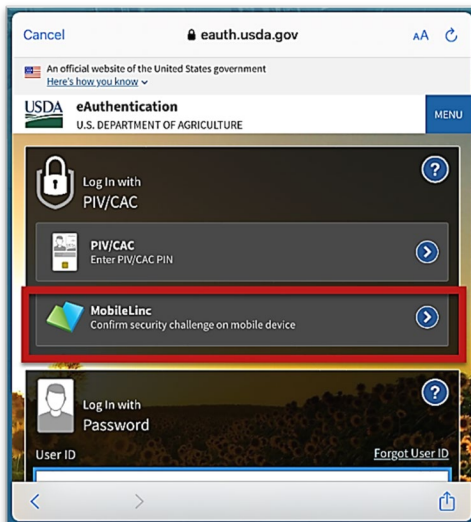 Cancel
eauth.usda.gov
AA
An official website of the United States government
Here's how you know
USDA
eAuthentication
U.S. DEPARTMENT OF AGRICULTURE
MENU
Log In with
PIV/CAC
?
PIV/CAC
Enter PIV/CAC PIN
MobileLinc
Confirm security challenge on mobile device
Log In with
Password
?
User ID
Forgot User ID